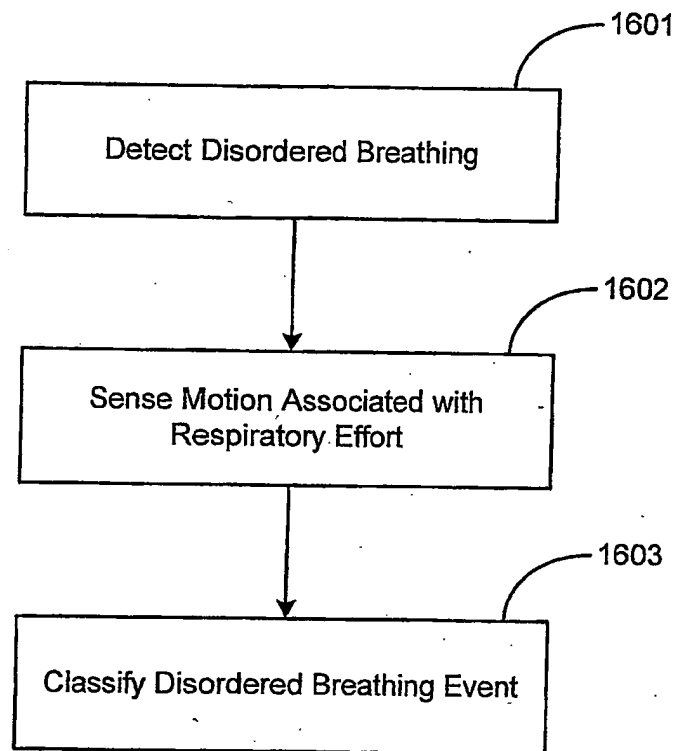 1601
Detect Disordered Breathing
1602
Sense Motion Associated with
Respiratory Effort
1603
Classify Disordered Breathing Event